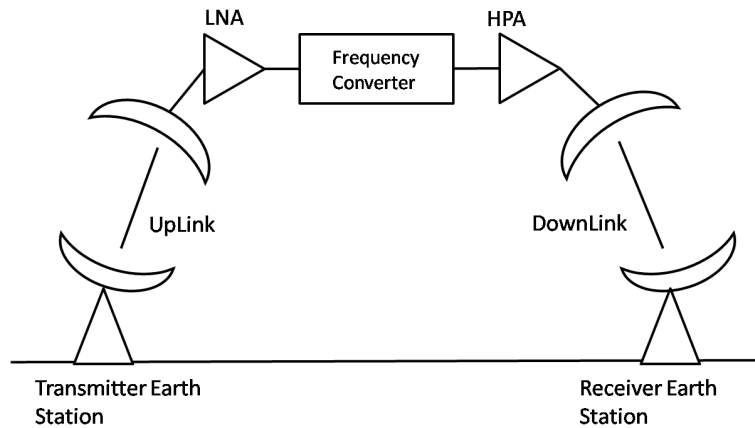 LNA
HPA
Frequency
Converter
UpLink
DownLink
Transmitter Earth
Station
Receiver Earth
Station